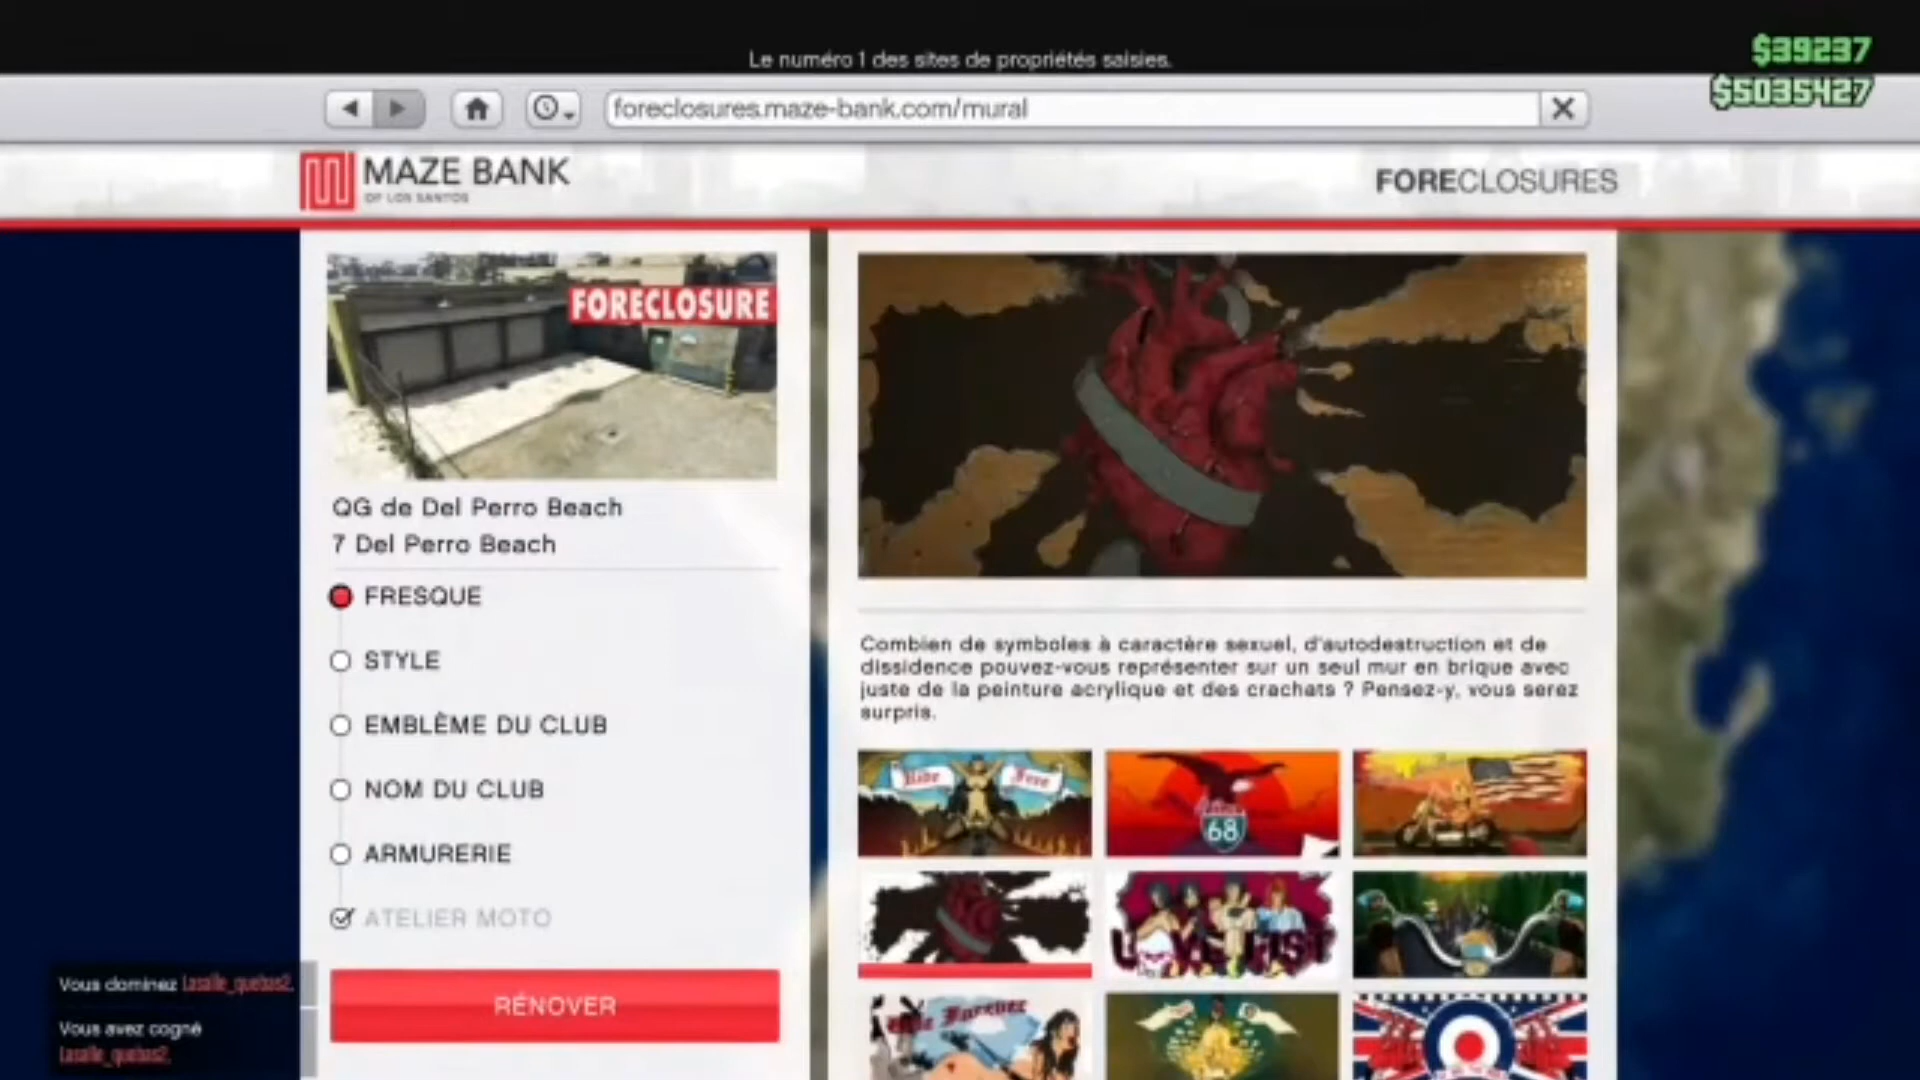 Le numéro 1 des sites de propriétés saisies.
$39237
$5035427
foreclosures.maze-bank.com/mural
MAZE BANK
OF LOS SANTOS
FORECLOSURES
FORECLOSURE
QG de Del Perro Beach
7 Del Perro Beach
FRESQUE
STYLE
EMBLÈME DU CLUB
NOM DU CLUB
ARMURERIE
ATELIER MOTO
RÉNOVER
Combien de symboles à caractère sexuel, d'autodestruction et de
dissidence pouvez-vous représenter sur un seul mur en brique avec
juste de la peinture acrylique et des crachats ? Pensez-y, vous serez
surpris.
Ride Free
68
Forever
Vous dominez Lasalle_quebas2.
Vous avez cogné
Lasalle_quebas2.